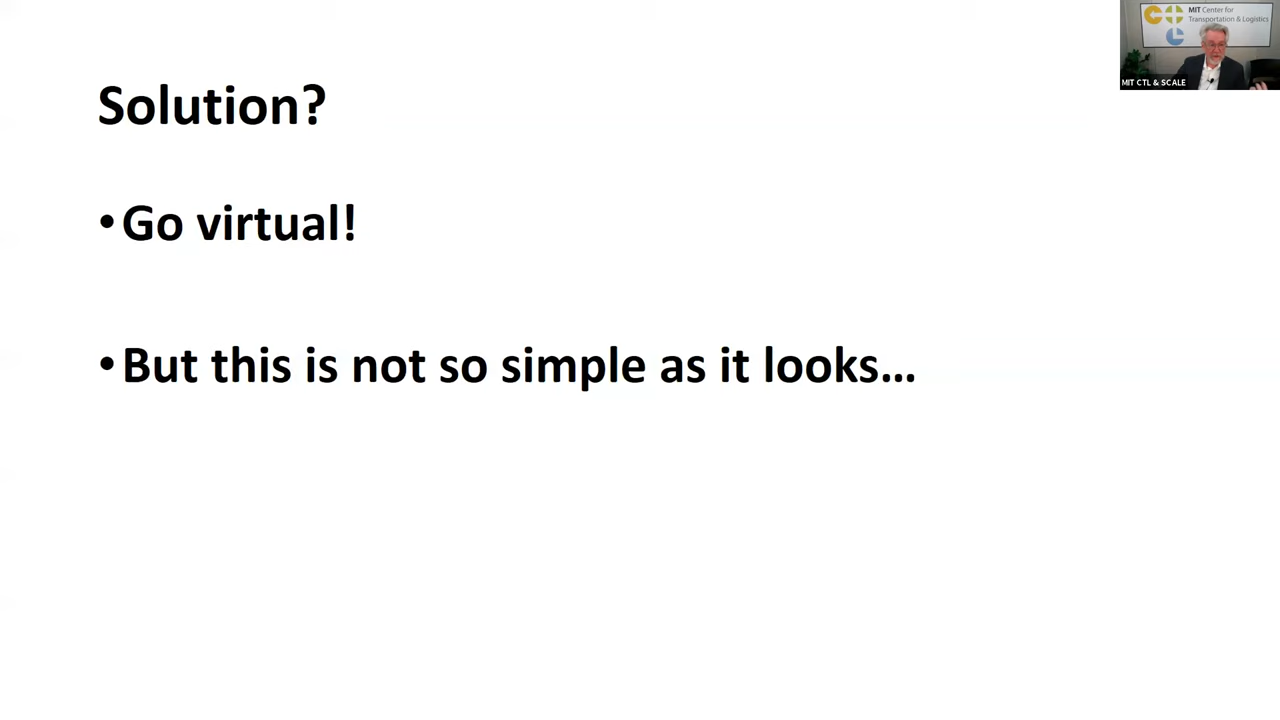 MIT Center for
Transportation & Logistics
MIT CTL & SCALE
Solution?
•Go virtual!
•But this is not so simple as it looks...